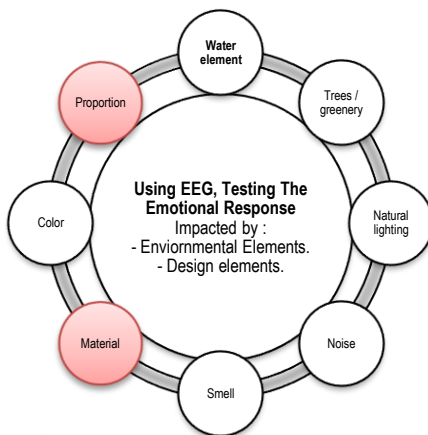 Water
element
Trees /
greenery
Natural
lighting
Noise
Smell
Material
Color
Proportion
Using EEG, Testing The
Emotional Response
Impacted by :
- Enviornmental Elements.
- Design elements.